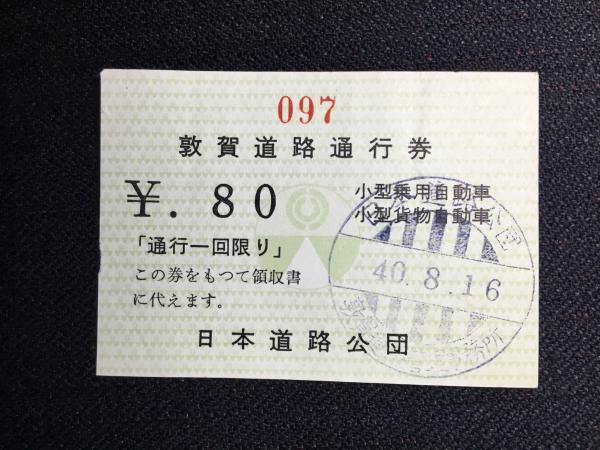 097
敦賀道路通行券
¥.80
小型乗用自動車
小型貨物自動車
「通行一回限り」
この券をもつて領収書
に代えます。
日本道路公団
40.8.16